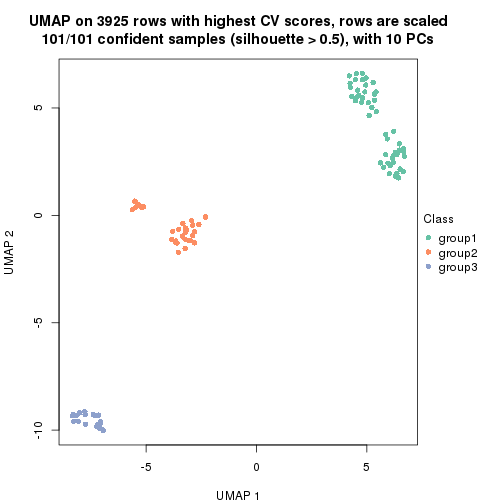 UMAP on 3925 rows with highest CV scores, rows are scaled
101/101 confident samples (silhouette > 0.5), with 10 PCs
5
0
-5
-10
UMAP 2
-5 0 5
UMAP 1
Class
group1
group2
group3